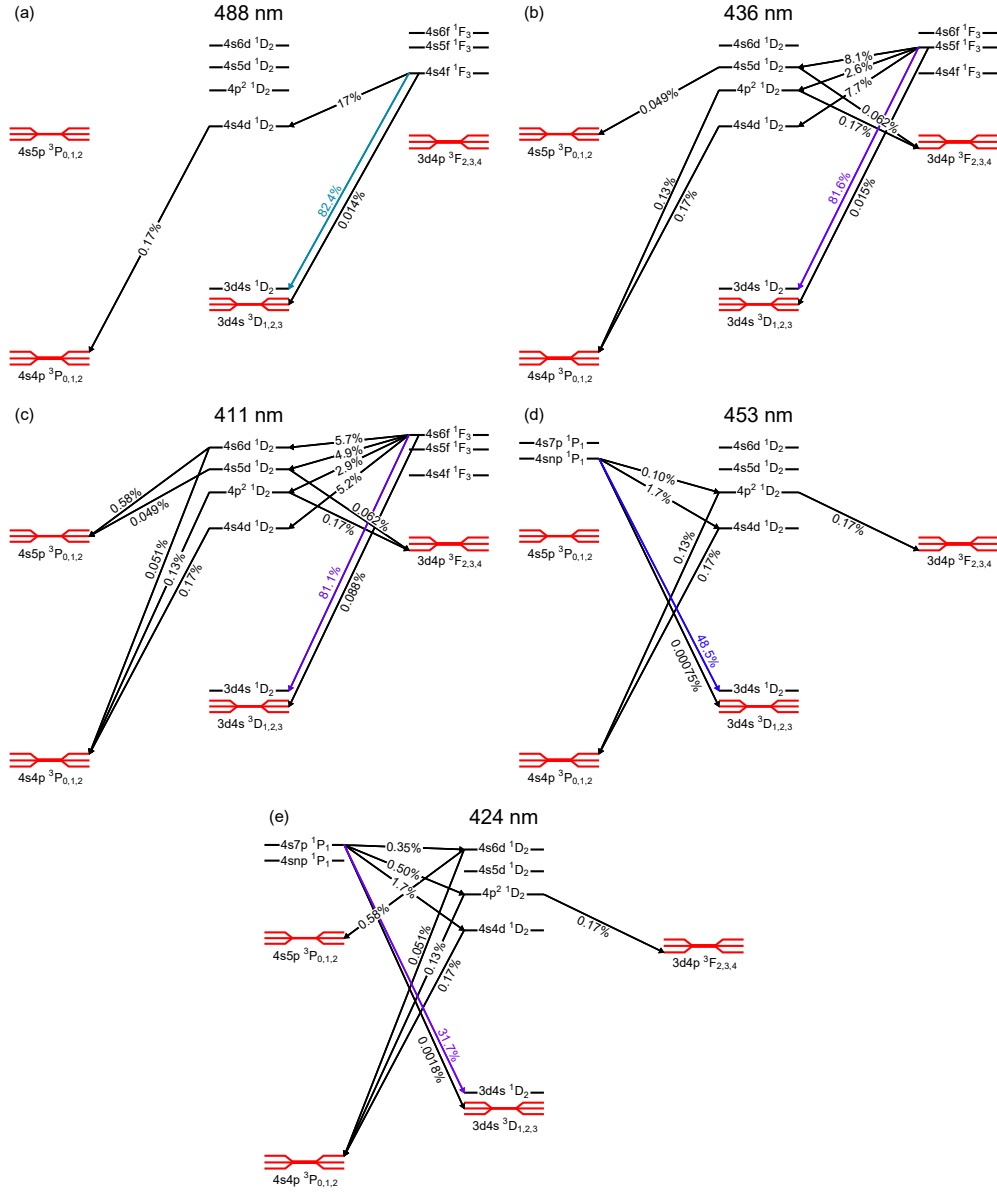 (a)
488 nm
4s6d ¹D₂
4s5d ¹D₂
4p² ¹D₂
4s4d ¹D₂
4s6f ¹F₃
4s5f ¹F₃
4s4f ¹F₃
4s5p ³P₀,₁,₂
3d4p ³F₂,₃,₄
17%
82.4%
0.014%
0.17%
3d4s ¹D₂
3d4s ³D₁,₂,₃
4s4p ³P₀,₁,₂
(b)
436 nm
4s6d ¹D₂
4s5d ¹D₂
4p² ¹D₂
4s4d ¹D₂
4s6f ¹F₃
4s5f ¹F₃
4s4f ¹F₃
8.1%
2.6%
7.7%
0.049%
0.062%
0.17%
4s5p ³P₀,₁,₂
3d4p ³F₂,₃,₄
0.13%
0.17%
81.6%
0.015%
3d4s ¹D₂
3d4s ³D₁,₂,₃
4s4p ³P₀,₁,₂
(c)
411 nm
4s6d ¹D₂
4s5d ¹D₂
4p² ¹D₂
4s4d ¹D₂
4s6f ¹F₃
4s5f ¹F₃
4s4f ¹F₃
5.7%
4.9%
2.9%
5.2%
0.58%
0.049%
0.062%
0.17%
4s5p ³P₀,₁,₂
3d4p ³F₂,₃,₄
0.051%
0.13%
0.17%
81.1%
0.088%
3d4s ¹D₂
3d4s ³D₁,₂,₃
4s4p ³P₀,₁,₂
(d)
453 nm
4s7p ¹P₁
4snp ¹P₁
4s6d ¹D₂
4s5d ¹D₂
4p² ¹D₂
4s4d ¹D₂
0.10%
1.7%
0.17%
4s5p ³P₀,₁,₂
3d4p ³F₂,₃,₄
0.13%
0.17%
48.5%
0.00075%
3d4s ¹D₂
3d4s ³D₁,₂,₃
4s4p ³P₀,₁,₂
(e)
424 nm
4s7p ¹P₁
4snp ¹P₁
4s6d ¹D₂
4s5d ¹D₂
4p² ¹D₂
4s4d ¹D₂
0.35%
0.50%
1.7%
0.58%
0.17%
4s5p ³P₀,₁,₂
3d4p ³F₂,₃,₄
0.051%
0.13%
0.17%
31.7%
0.0018%
3d4s ¹D₂
3d4s ³D₁,₂,₃
4s4p ³P₀,₁,₂